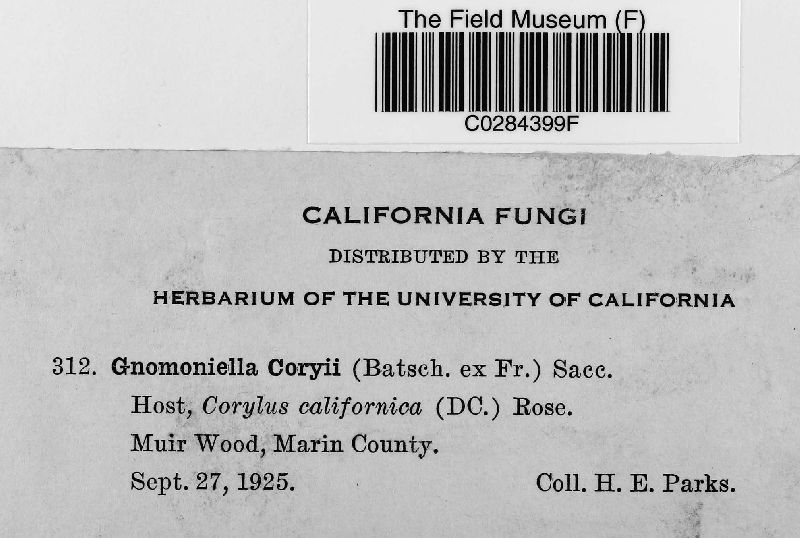 The Field Museum (F)
C0284399F
CALIFORNIA FUNGI
DISTRIBUTED BY THE
HERBARIUM OF THE UNIVERSITY OF CALIFORNIA
312. Gnomoniella Coryii (Batsch. ex Fr.) Sacc.
Host, Corylus californica (DC.) Rose.
Muir Wood, Marin County.
Sept. 27, 1925. Coll. H. E. Parks.